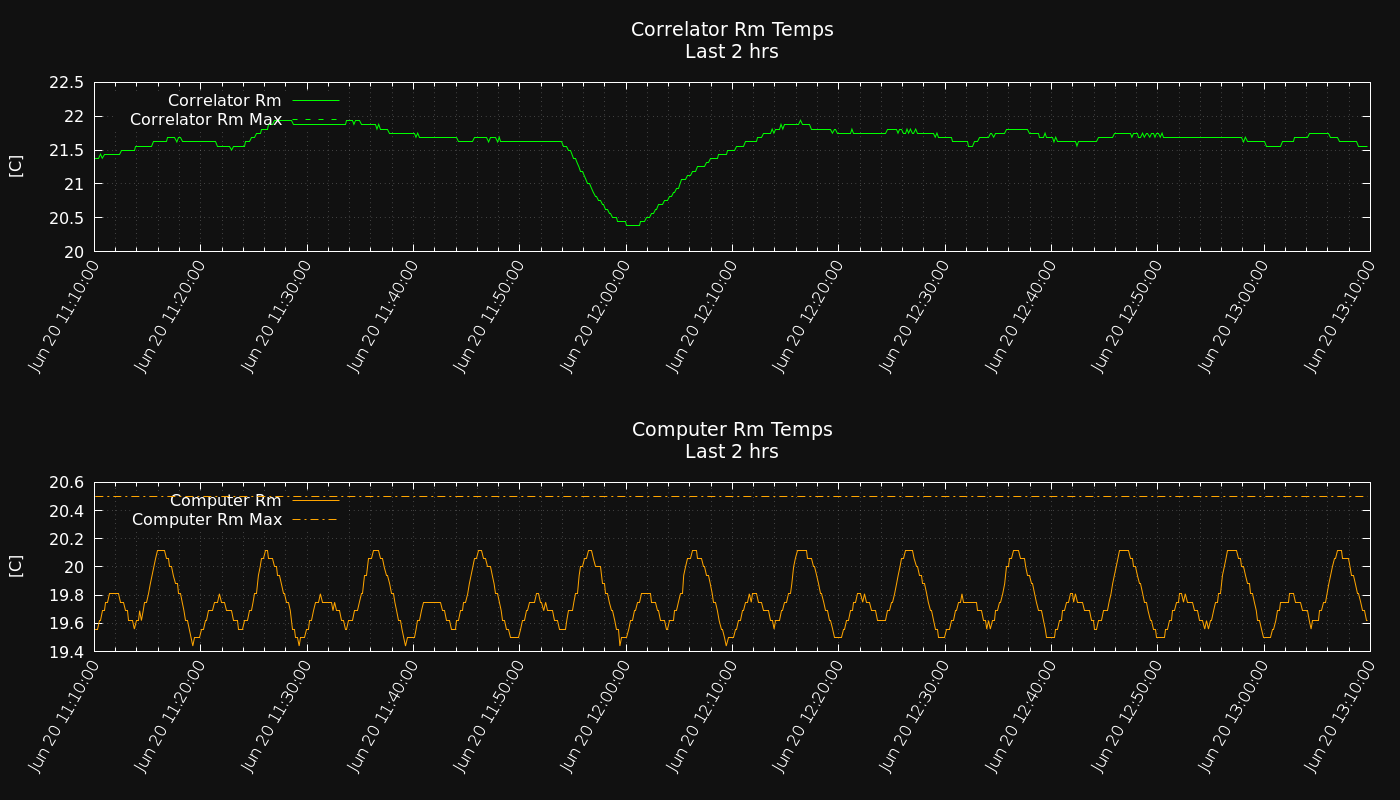 Correlator Rm Temps
Last 2 hrs
22.5
22
21.5
21
20.5
20
[C]
Correlator Rm
Correlator Rm Max
Jun 20 11:10:00
Jun 20 11:20:00
Jun 20 11:30:00
Jun 20 11:40:00
Jun 20 11:50:00
Jun 20 12:00:00
Jun 20 12:10:00
Jun 20 12:20:00
Jun 20 12:30:00
Jun 20 12:40:00
Jun 20 12:50:00
Jun 20 13:00:00
Jun 20 13:10:00
Computer Rm Temps
Last 2 hrs
20.6
20.4
20.2
20
19.8
19.6
19.4
[C]
Computer Rm
Computer Rm Max
Jun 20 11:10:00
Jun 20 11:20:00
Jun 20 11:30:00
Jun 20 11:40:00
Jun 20 11:50:00
Jun 20 12:00:00
Jun 20 12:10:00
Jun 20 12:20:00
Jun 20 12:30:00
Jun 20 12:40:00
Jun 20 12:50:00
Jun 20 13:00:00
Jun 20 13:10:00